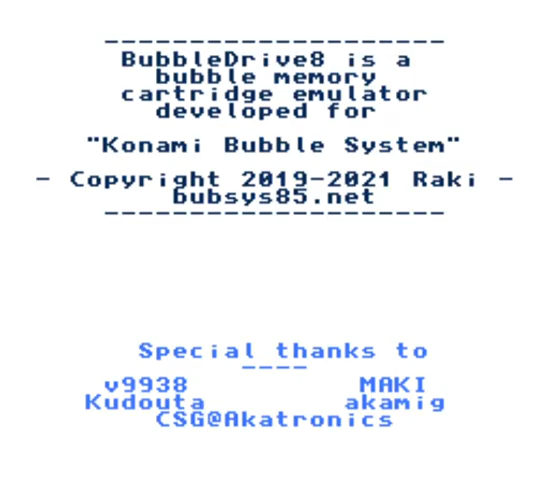 --------------------
BubbleDrive8 is a
bubble memory
cartridge emulator
developed for
"Konami Bubble System"
- Copyright 2019-2021 Raki -
bubsys85.net
--------------------
Special thanks to
----
v9938 MAKI
Kudouta akamig
CSG@Akatronics